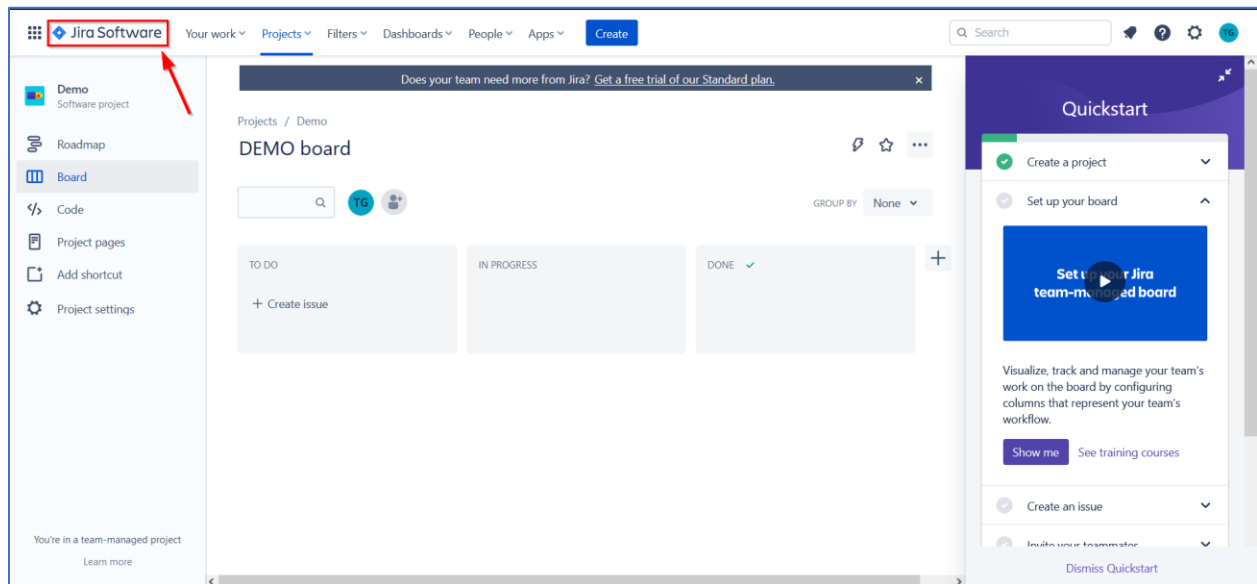 Jira Software
Your work Projects Filters Dashboards People Apps Create Search TG
Demo
Software project
Roadmap
Board
Code
Project pages
Add shortcut
Project settings
You're in a team-managed project
Learn more
Does your team need more from Jira? Get a free trial of our Standard plan.
Projects / Demo
DEMO board
TG
GROUP BY None
TO DO
+ Create issue
IN PROGRESS
DONE
Quickstart
Create a project
Set up your board
Set up your Jira
team-managed board
Visualize, track and manage your team's
work on the board by configuring
columns that represent your team's
workflow.
Show me See training courses
Create an issue
Invite your teammates
Dismiss Quickstart